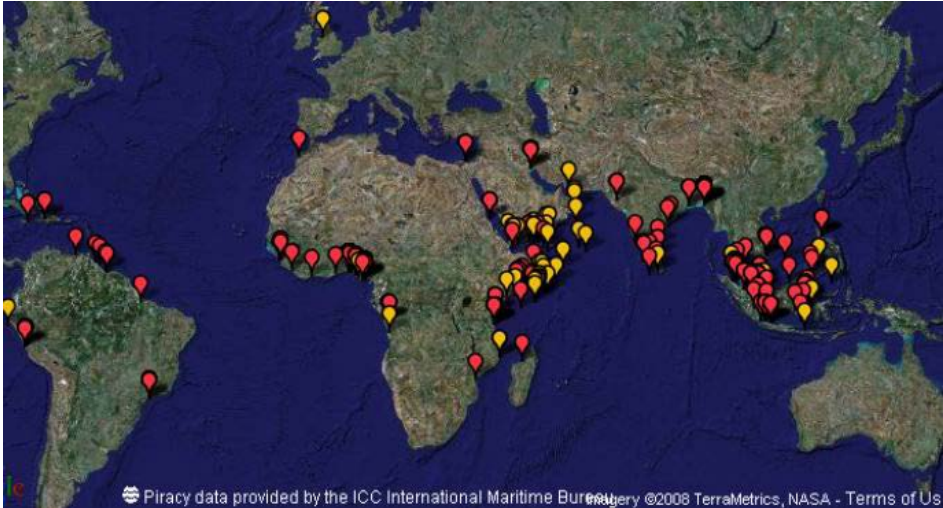 Piracy data provided by the ICC International Maritime Bureau
Imagery ©2008 TerraMetrics, NASA - Terms of Us